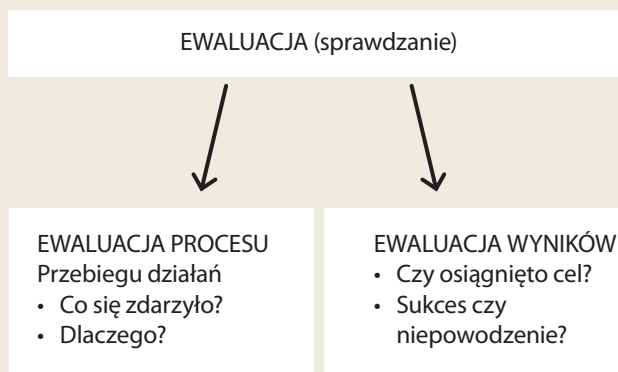 EWALUACJA (sprawdzanie)
EWALUACJA PROCESU
Przebiegu działań
• Co się zdarzyło?
• Dlaczego?
EWALUACJA WYNIKÓW
• Czy osiągnięto cel?
• Sukces czy
niepowodzenie?